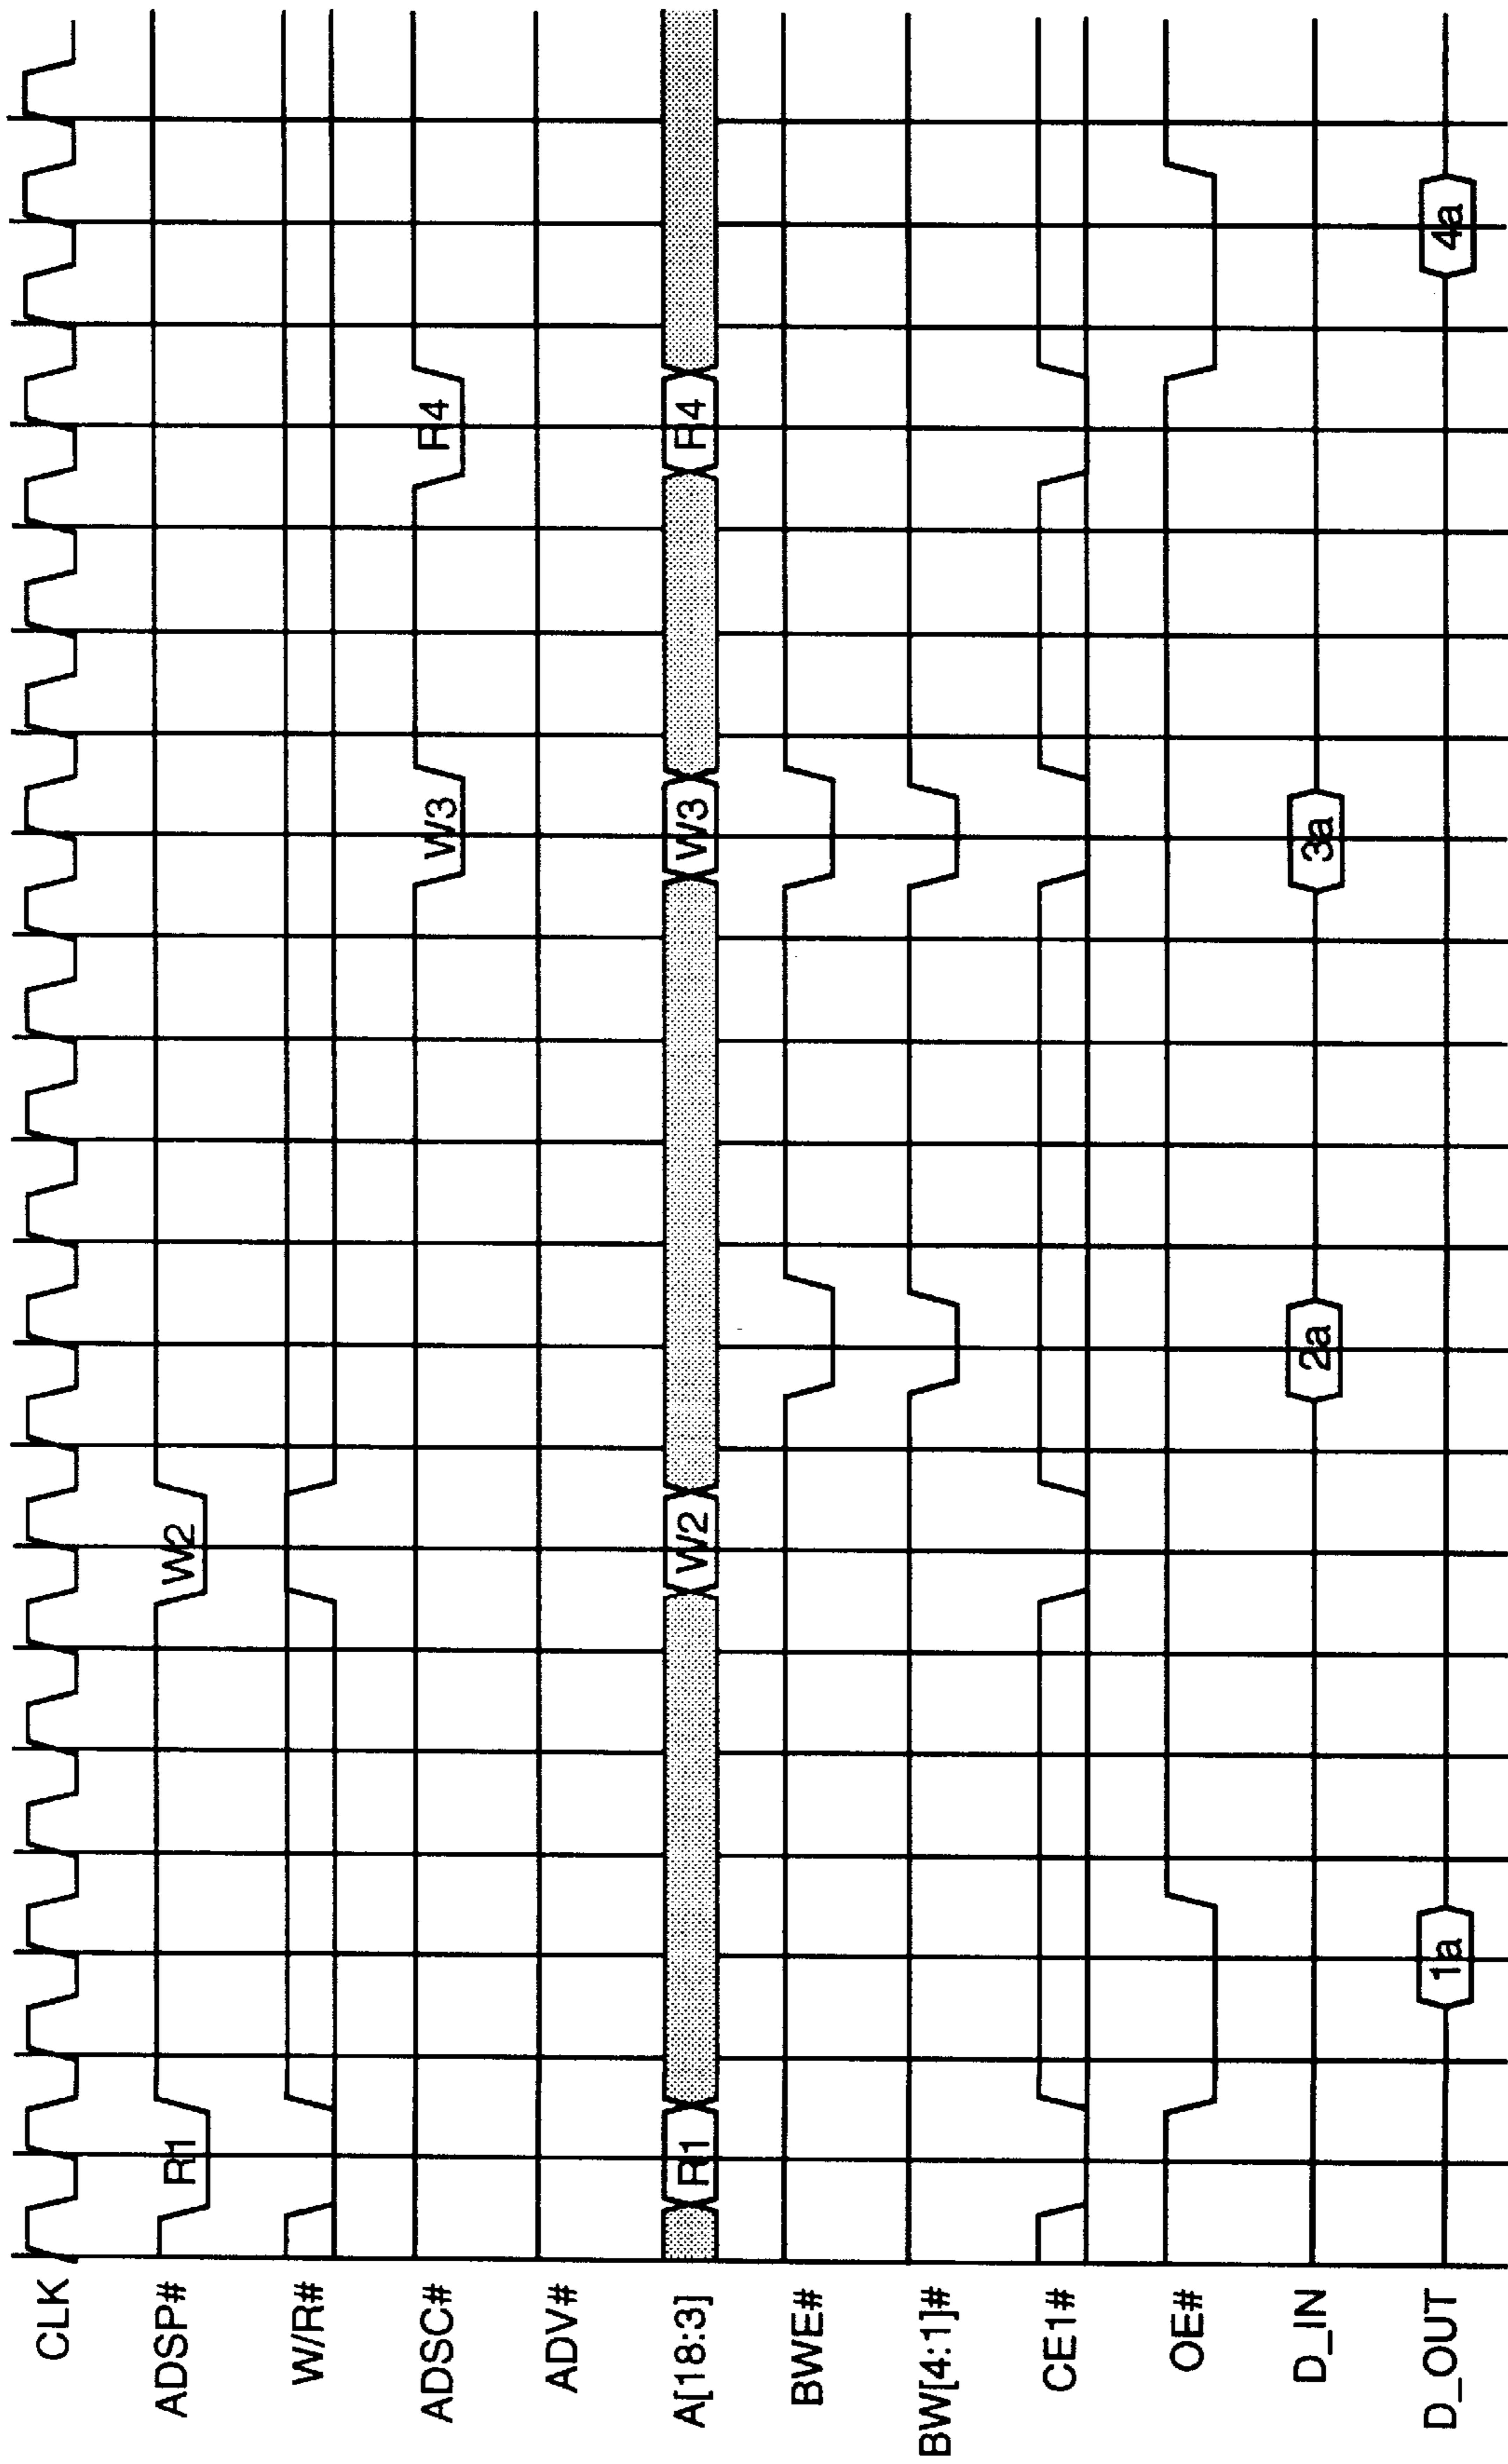 CLK
ADSP# R1 W2
W/R#
ADSC# W3 R4
ADV#
A[18:3] R1 W2 W3 R4
BWE#
BW[4:1]#
CE1#
OE#
D_IN 2a 3a
D_OUT 1a 4a